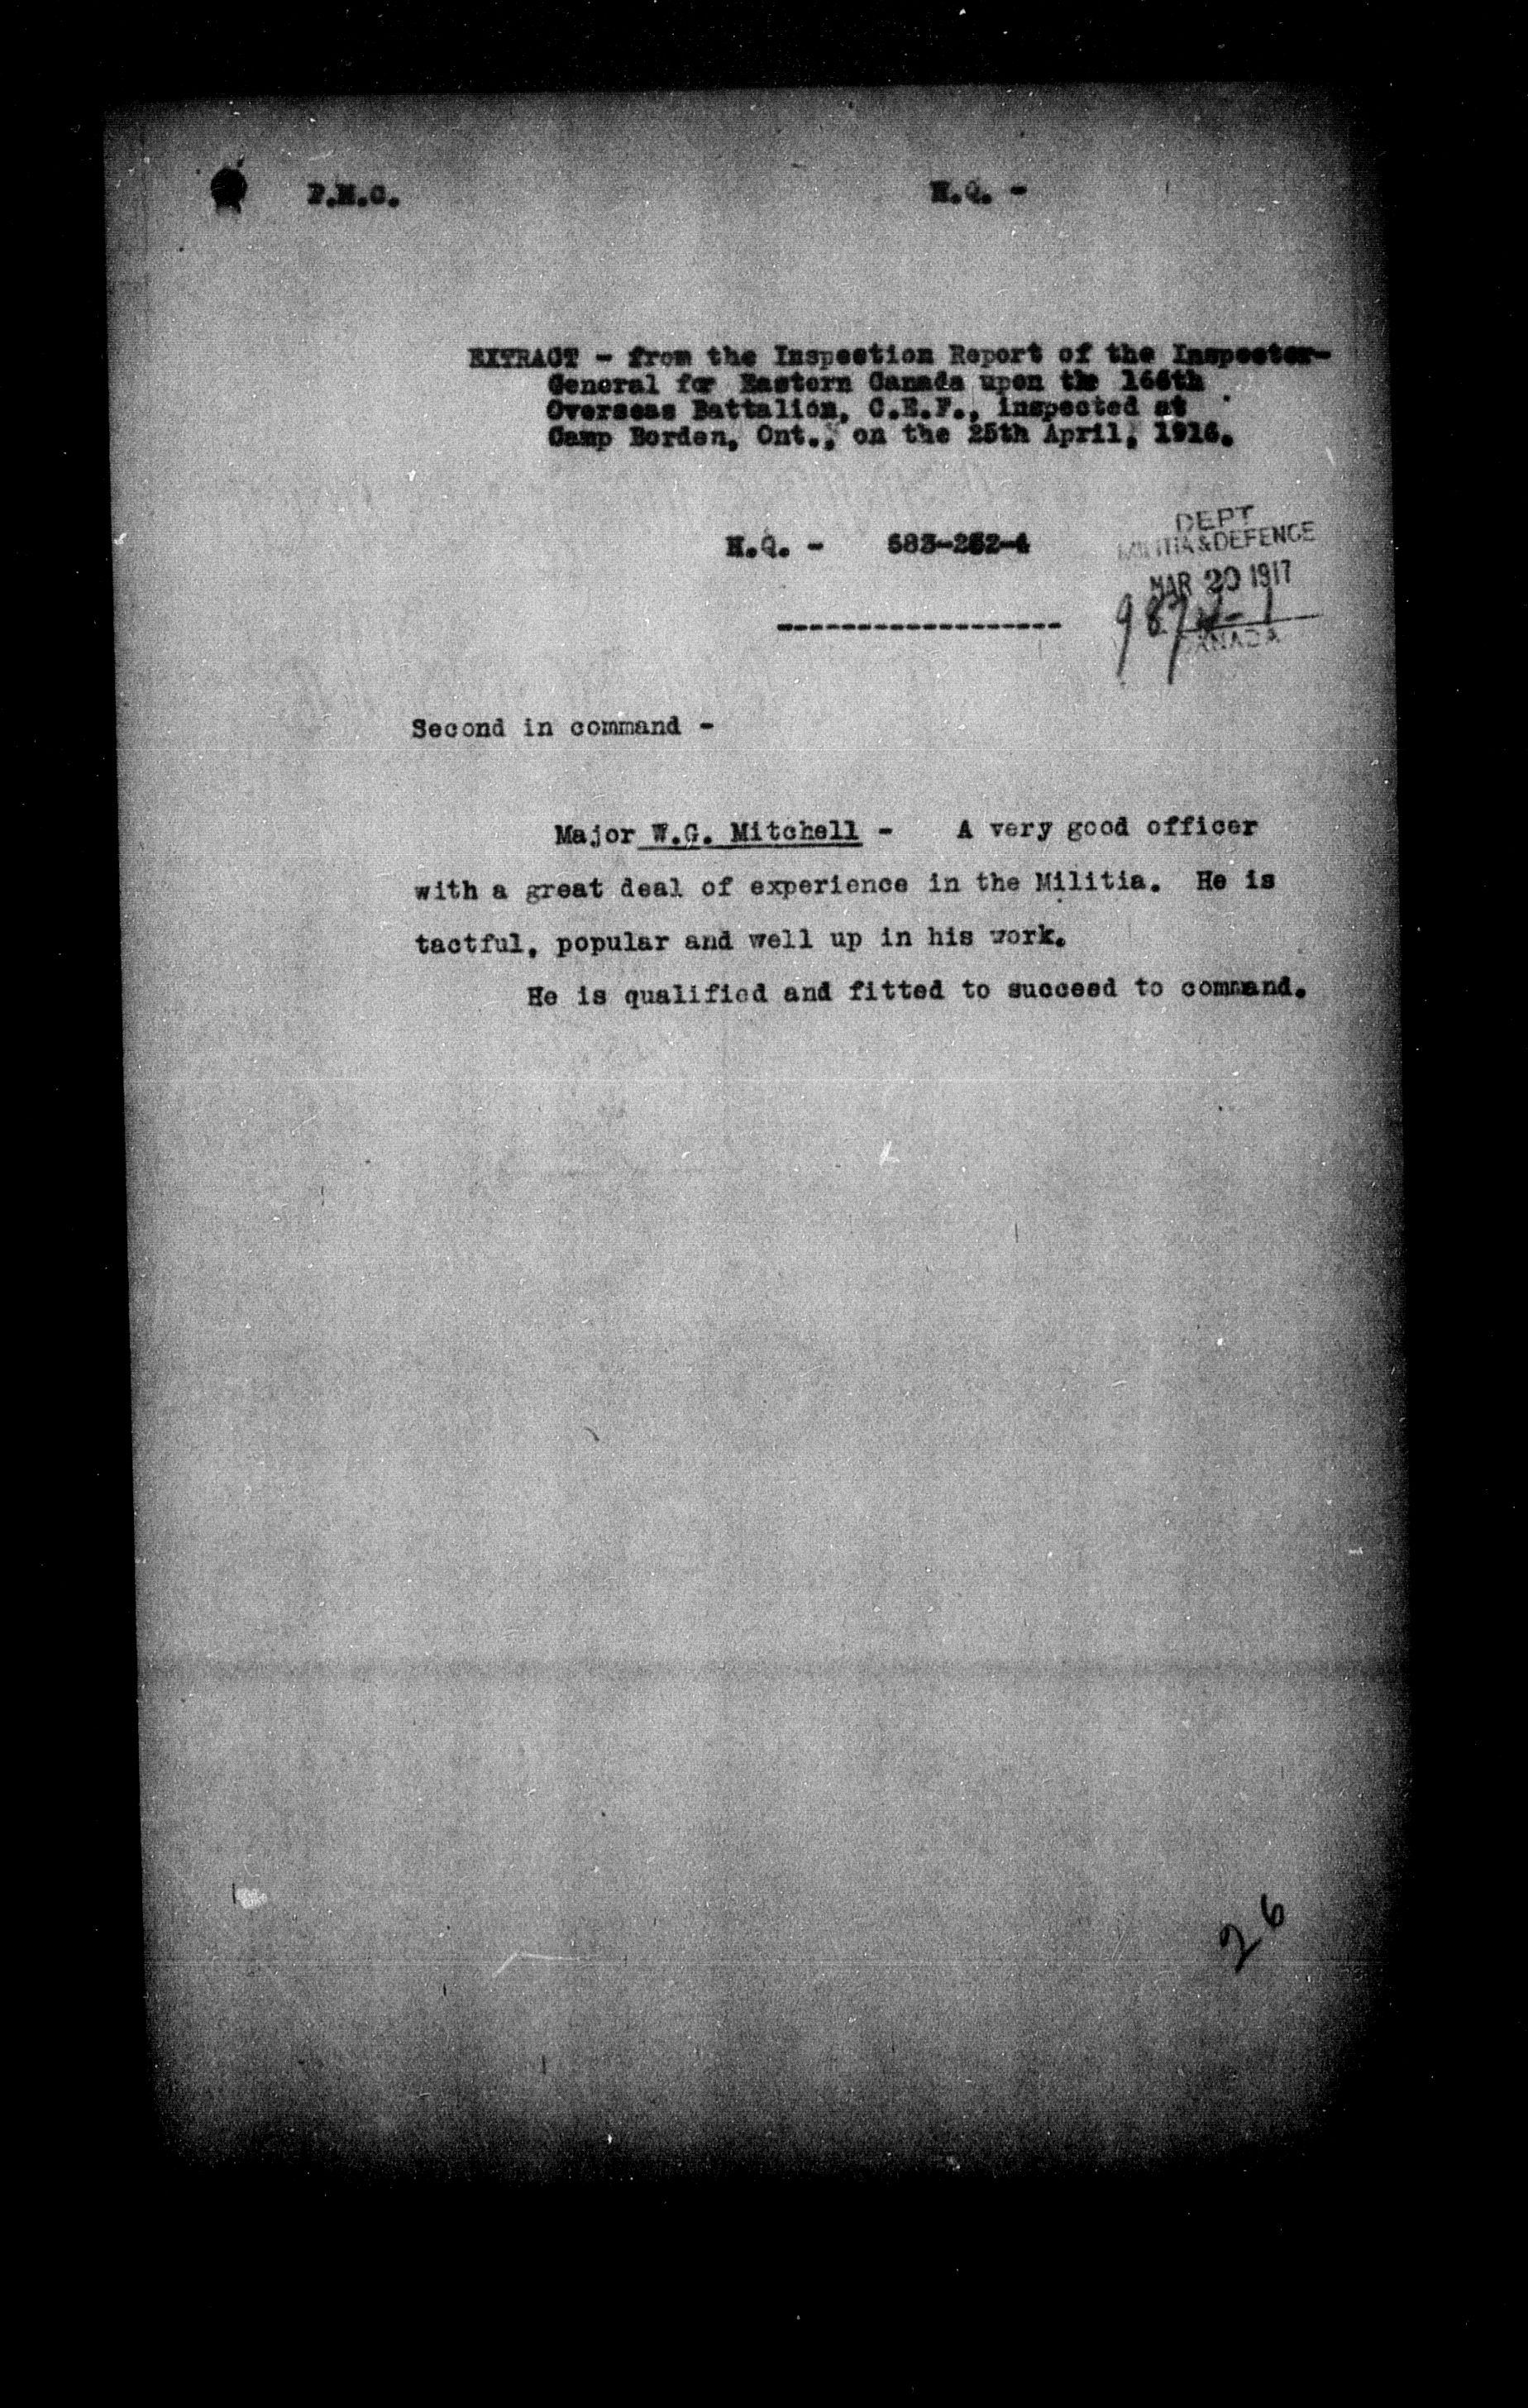 P.M.C. H.Q. -
EXTRACT - from the Inspection Report of the Inspector-
General for Eastern Canada upon the 166th
Overseas Battalion, C.E.F., inspected at
Camp Borden, Ont., on the 25th April, 1916.
H.Q. - 683-262-4
DEPT
MILITIA & DEFENCE
MAR 20 1917
CANADA
Second in command -
Major W.G. Mitchell - A very good officer
with a great deal of experience in the Militia. He is
tactful, popular and well up in his work.
He is qualified and fitted to succeed to command.
26